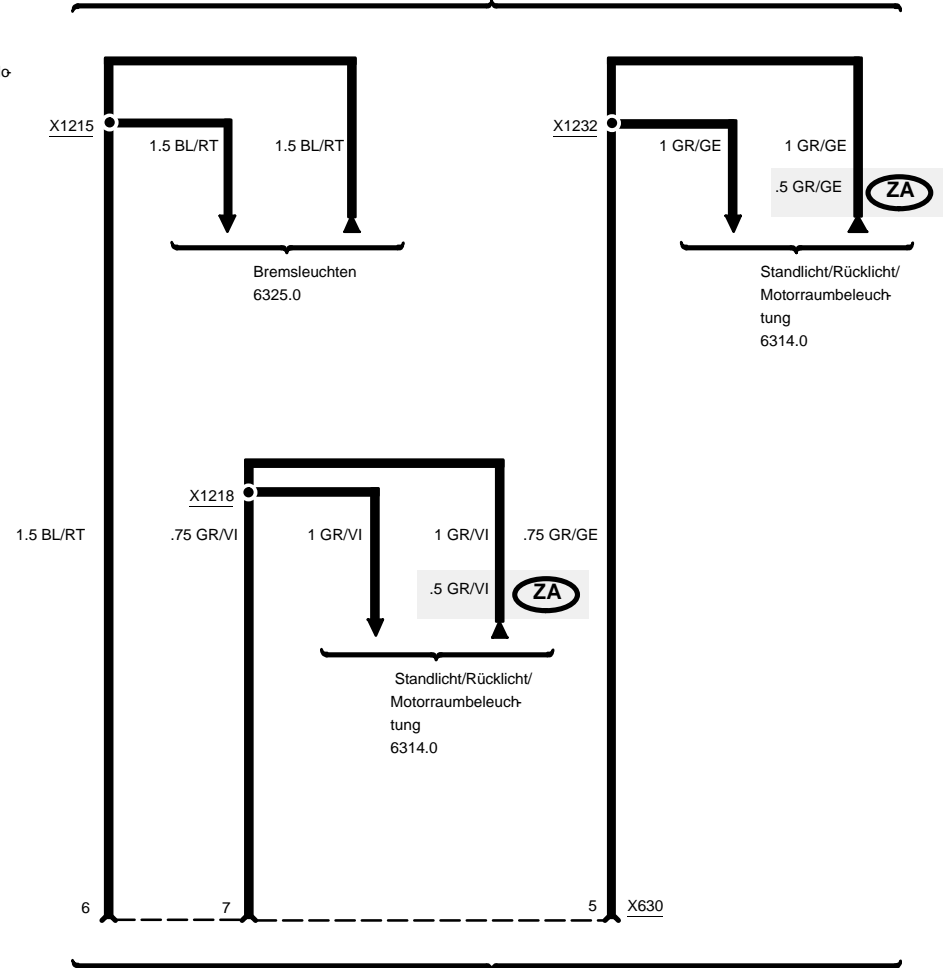 o-
X1215
1.5 BL/RT
1.5 BL/RT
X1232
1 GR/GE
1 GR/GE
.5 GR/GE
ZA
Bremsleuchten
6325.0
Standlicht/Rücklicht/
Motorraumbeleuch-
tung
6314.0
X1218
1.5 BL/RT
.75 GR/VI
1 GR/VI
1 GR/VI
.75 GR/GE
.5 GR/VI
ZA
Standlicht/Rücklicht/
Motorraumbeleuch-
tung
6314.0
6
7
5
X630